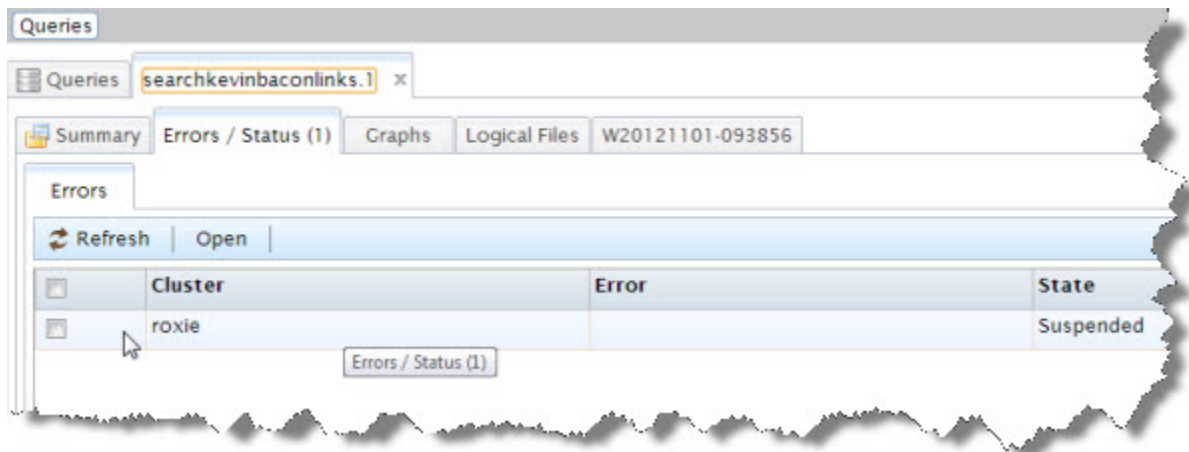 Queries
Queries searchkevinbaconlinks.1 x
Summary Errors / Status (1) Graphs Logical Files W20121101-093856
Errors
Refresh Open
Cluster Error State
roxie Suspended
Errors / Status (1)